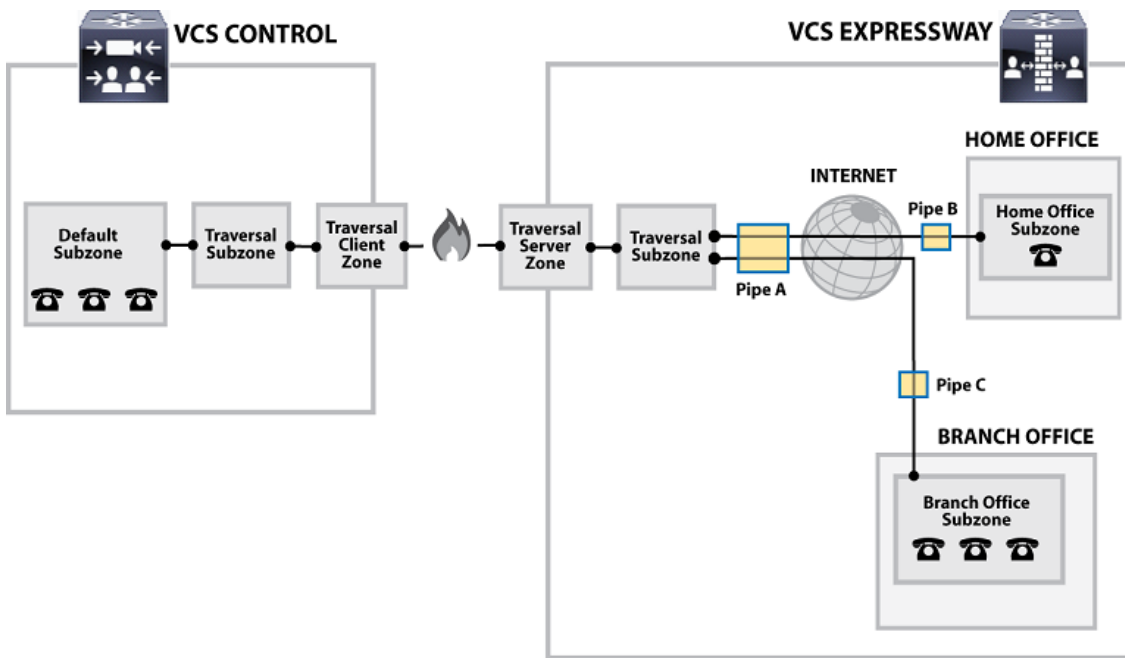 VCS CONTROL
Default
Subzone
Traversal
Subzone
Traversal
Client
Zone
VCS EXPRESSWAY
Traversal
Server
Zone
Traversal
Subzone
Pipe A
INTERNET
Pipe B
HOME OFFICE
Home Office
Subzone
Pipe C
BRANCH OFFICE
Branch Office
Subzone